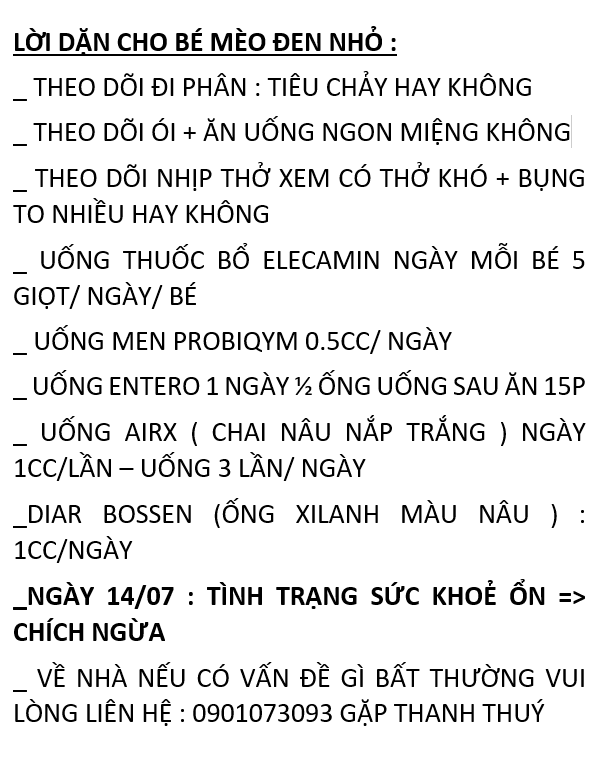 LỜI DẶN CHO BÉ MÈO ĐEN NHỎ :
_ THEO DÕI ĐI PHÂN : TIÊU CHẢY HAY KHÔNG
_ THEO DÕI ÓI + ĂN UỐNG NGON MIỆNG KHÔNG
_ THEO DÕI NHỊP THỞ XEM CÓ THỞ KHÓ + BỤNG
TO NHIỀU HAY KHÔNG
_ UỐNG THUỐC BỔ ELECAMIN NGÀY MỖI BÉ 5
GIỌT/ NGÀY/ BÉ
_ UỐNG MEN PROBIQYM 0.5CC/ NGÀY
_ UỐNG ENTERO 1 NGÀY ½ ỐNG UỐNG SAU ĂN 15P
_ UỐNG AIRX ( CHAI NÂU NẮP TRẮNG ) NGÀY
1CC/LẦN – UỐNG 3 LẦN/ NGÀY
_DIAR BOSSEN (ỐNG XILANH MÀU NÂU ) :
1CC/NGÀY
_NGÀY 14/07 : TÌNH TRẠNG SỨC KHOẺ ỔN =>
CHÍCH NGỪA
_ VỀ NHÀ NẾU CÓ VẤN ĐỀ GÌ BẤT THƯỜNG VUI
LÒNG LIÊN HỆ : 0901073093 GẶP THANH THUÝ